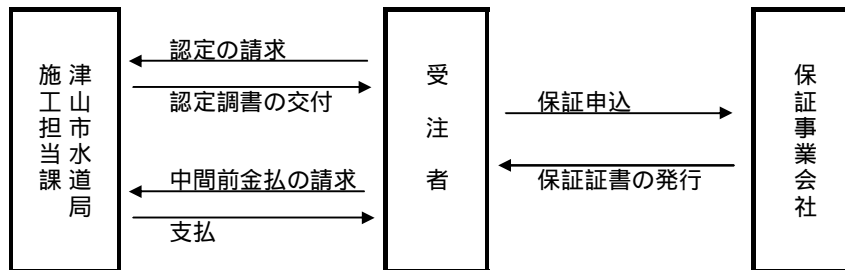 津山市水道局
施工担当課
認定の請求
認定調書の交付
中間前金払の請求
支払
受注者
保証申込
保証証書の発行
保証事業会社